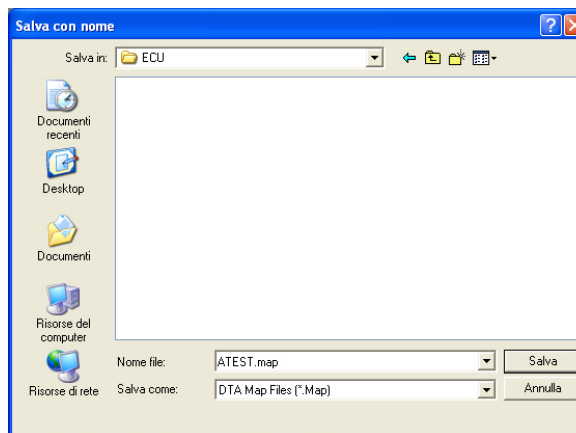 Salva con nome
Salva in: ECU
Documenti
recenti
Desktop
Documenti
Risorse del
computer
Risorse di rete
Nome file: ATEST.map Salva
Salva come: DTA Map Files (*.Map) Annulla